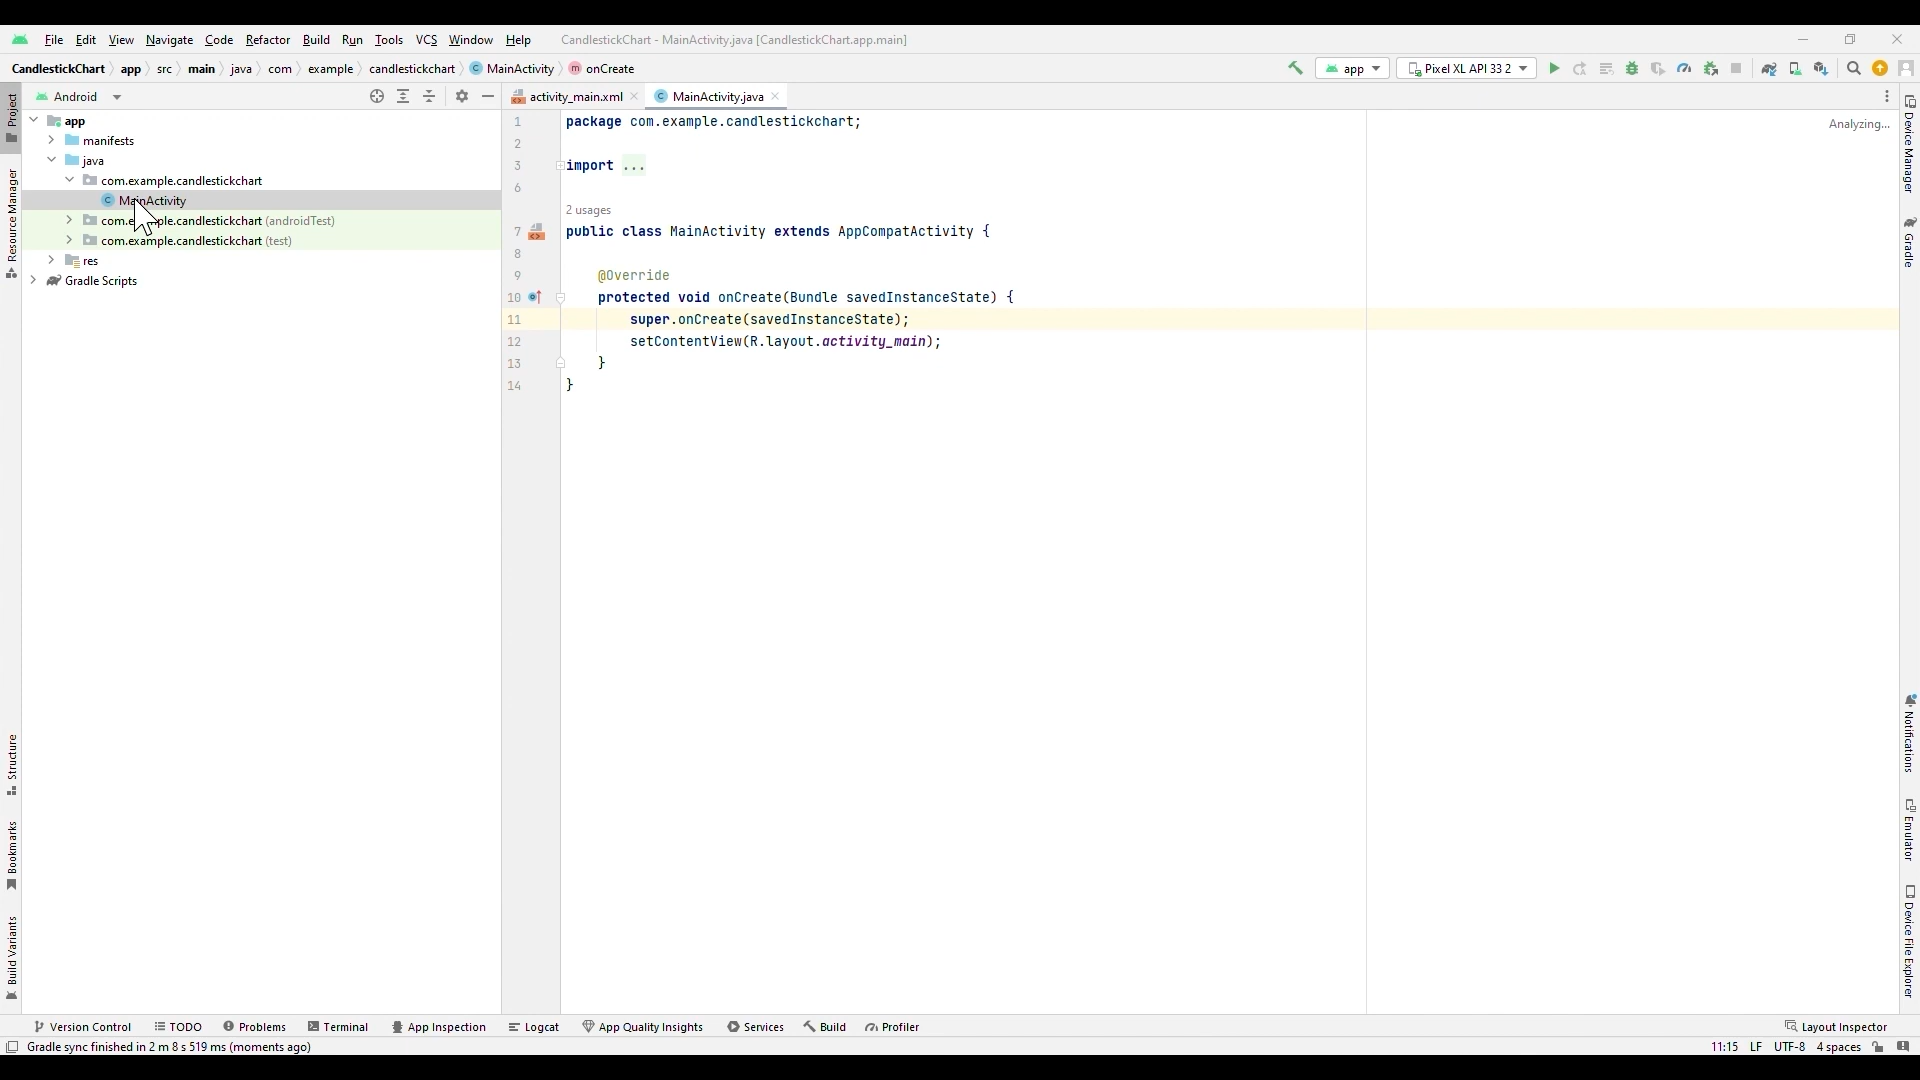 File Edit View Navigate Code Refactor Build Run Tools VCS Window Help CandlestickChart - MainActivity.java [CandlestickChart.app.main]
CandlestickChart app src main java com example candlestickchart C MainActivity m onCreate app Pixel XL API 33 2
Project
Resource Manager
Structure
Bookmarks
Build Variants
Android
app
manifests
java
com.example.candlestickchart
C MainActivity
com.example.candlestickchart (androidTest)
com.example.candlestickchart (test)
res
Gradle Scripts
activity_main.xml C MainActivity.java
Analyzing...
1 package com.example.candlestickchart;
2
3 import ...
6
2 usages
7 public class MainActivity extends AppCompatActivity {
8
9 @Override
10 protected void onCreate(Bundle savedInstanceState) {
11 super.onCreate(savedInstanceState);
12 setContentView(R.layout.activity_main);
13 }
14 }
Device Manager
Gradle
Notifications
Emulator
Device File Explorer
Version Control TODO Problems Terminal App Inspection Logcat App Quality Insights Services Build Profiler Layout Inspector
Gradle sync finished in 2 m 8 s 519 ms (moments ago) 11:15 LF UTF-8 4 spaces